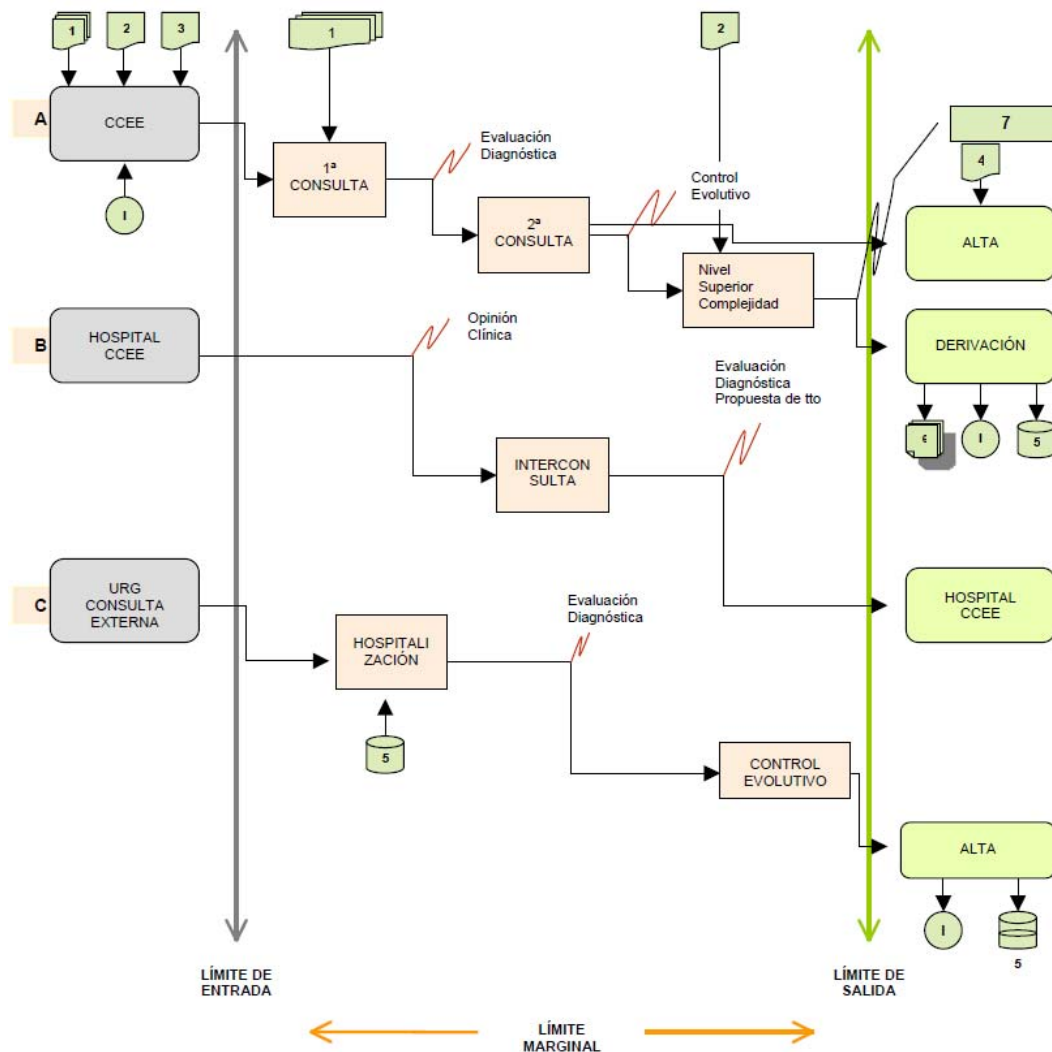 1
2
3
1
2
A
CCEE
I
1ª
CONSULTA
Evaluación
Diagnóstica
2ª
CONSULTA
Control
Evolutivo
Nivel
Superior
Complejidad
7
4
ALTA
B
HOSPITAL
CCEE
Opinión
Clínica
DERIVACIÓN
I
5
Evaluación
Diagnóstica
Propuesta de tto
INTERCON
SULTA
C
URG
CONSULTA
EXTERNA
HOSPITALI
ZACIÓN
5
Evaluación
Diagnóstica
HOSPITAL
CCEE
CONTROL
EVOLUTIVO
ALTA
I
5
LÍMITE DE
ENTRADA
LÍMITE DE
SALIDA
LÍMITE
MARGINAL